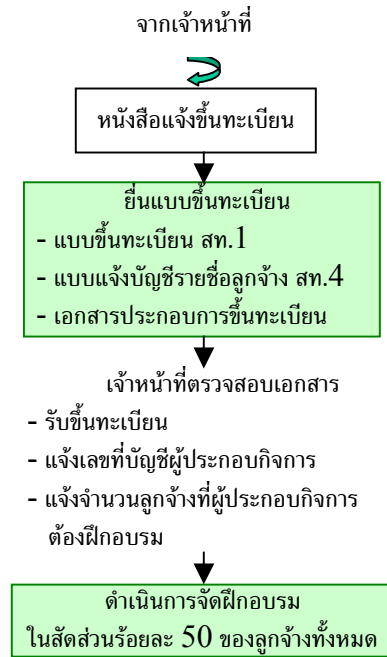 จากเจ้าหน้าที่
หนังสือแจ้งขึ้นทะเบียน
ยื่นแบบขึ้นทะเบียน
- แบบขึ้นทะเบียน สท.1
- แบบแจ้งบัญชีรายชื่อลูกจ้าง สท.4
- เอกสารประกอบการขึ้นทะเบียน
เจ้าหน้าที่ตรวจสอบเอกสาร
- รับขึ้นทะเบียน
- แจ้งเลขที่บัญชีผู้ประกอบกิจการ
- แจ้งจำนวนลูกจ้างที่ผู้ประกอบกิจการ
ต้องฝึกอบรม
ดำเนินการจัดฝึกอบรม
ในสัดส่วนร้อยละ 50 ของลูกจ้างทั้งหมด